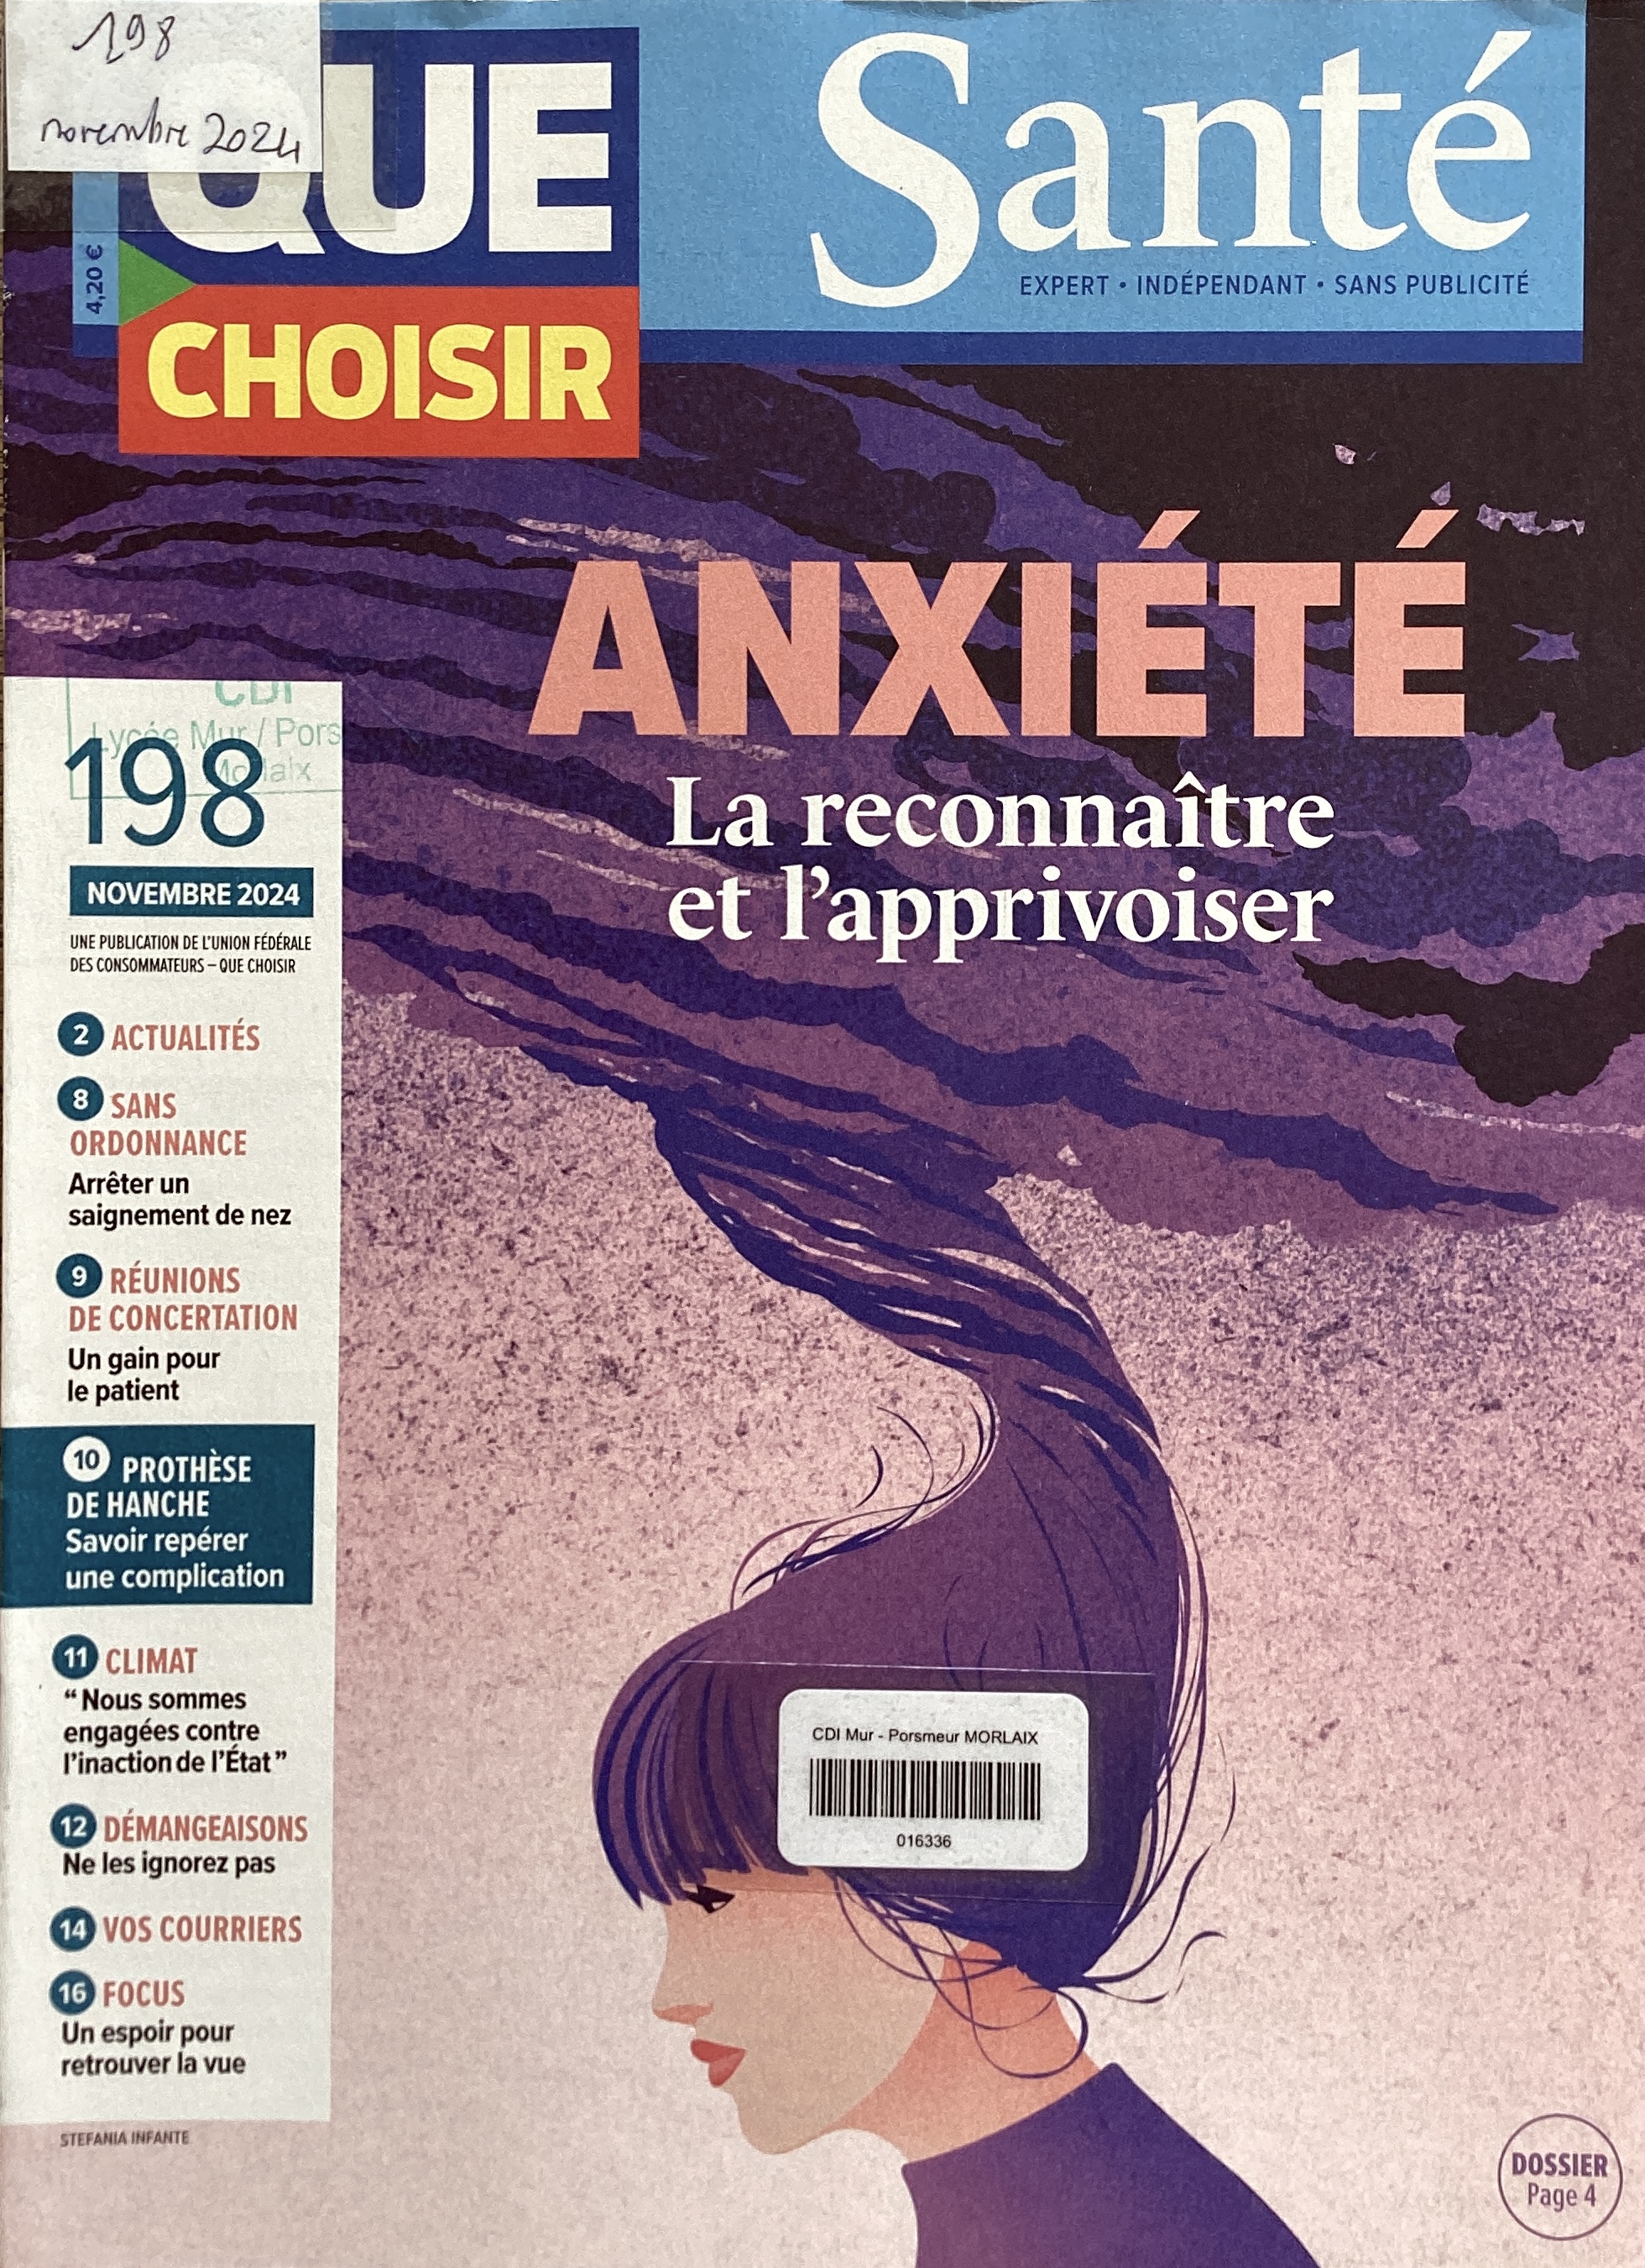 198
novembre 2024
QUE
CHOISIR
4,20 €
Santé
EXPERT • INDÉPENDANT • SANS PUBLICITÉ
ANXIÉTÉ
La reconnaître
et l’apprivoiser
CDI
Lycée Mur / Pors
Morlaix
198
NOVEMBRE 2024
UNE PUBLICATION DE L’UNION FÉDÉRALE
DES CONSOMMATEURS – QUE CHOISIR
2 ACTUALITÉS
8 SANS
ORDONNANCE
Arrêter un
saignement de nez
9 RÉUNIONS
DE CONCERTATION
Un gain pour
le patient
10 PROTHÈSE
DE HANCHE
Savoir repérer
une complication
11 CLIMAT
“ Nous sommes
engagées contre
l’inaction de l’État ”
12 DÉMANGEAISONS
Ne les ignorez pas
14 VOS COURRIERS
16 FOCUS
Un espoir pour
retrouver la vue
STEFANIA INFANTE
CDI Mur - Porsmeur MORLAIX
016336
DOSSIER
Page 4